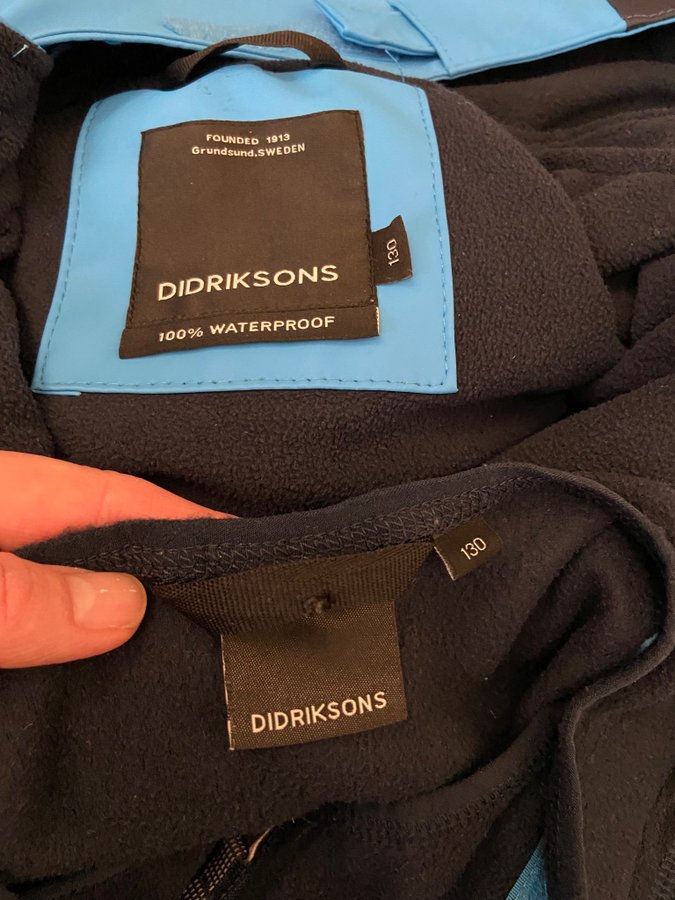 FOUNDED 1913
Grundsund, SWEDEN
DIDRIKSONS
130
100% WATERPROOF
130
DIDRIKSONS